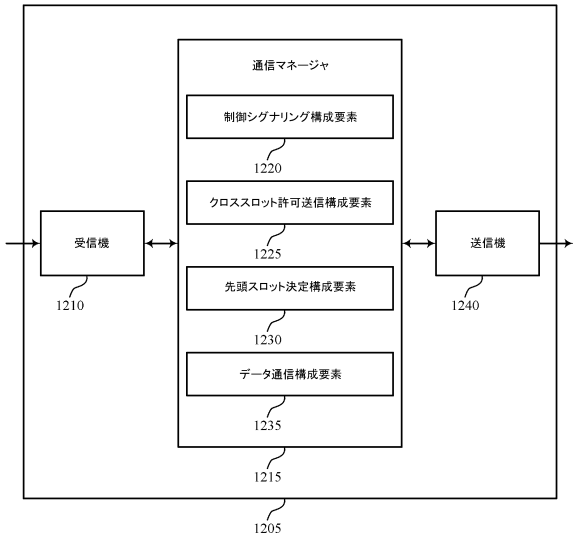 通信マネージャ
制御シグナリング構成要素
1220
クロススロット許可送信構成要素
1225
受信機
1210
送信機
1240
先頭スロット決定構成要素
1230
データ通信構成要素
1235
1215
1205